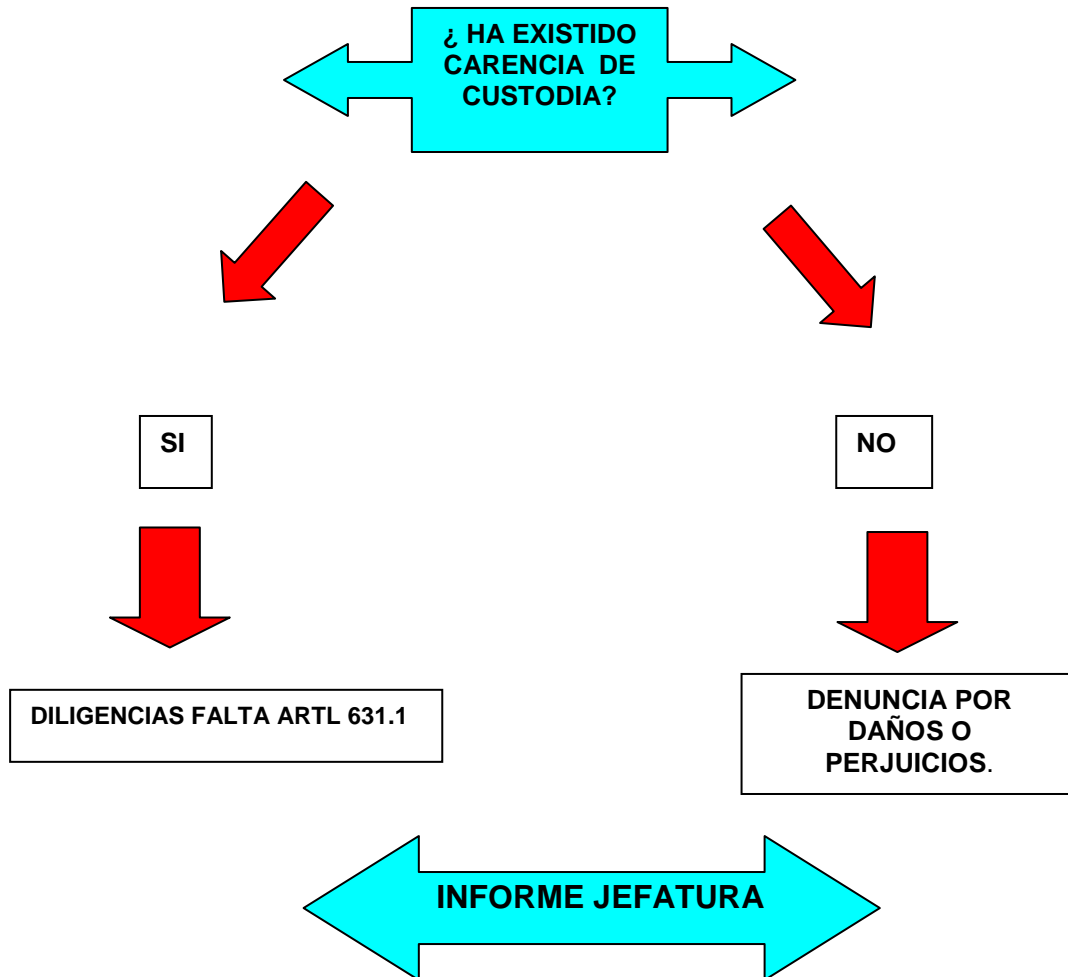 ¿ HA EXISTIDO
CARENCIA DE
CUSTODIA?
SI
NO
DILIGENCIAS FALTA ARTL 631.1
DENUNCIA POR
DAÑOS O
PERJUICIOS.
INFORME JEFATURA